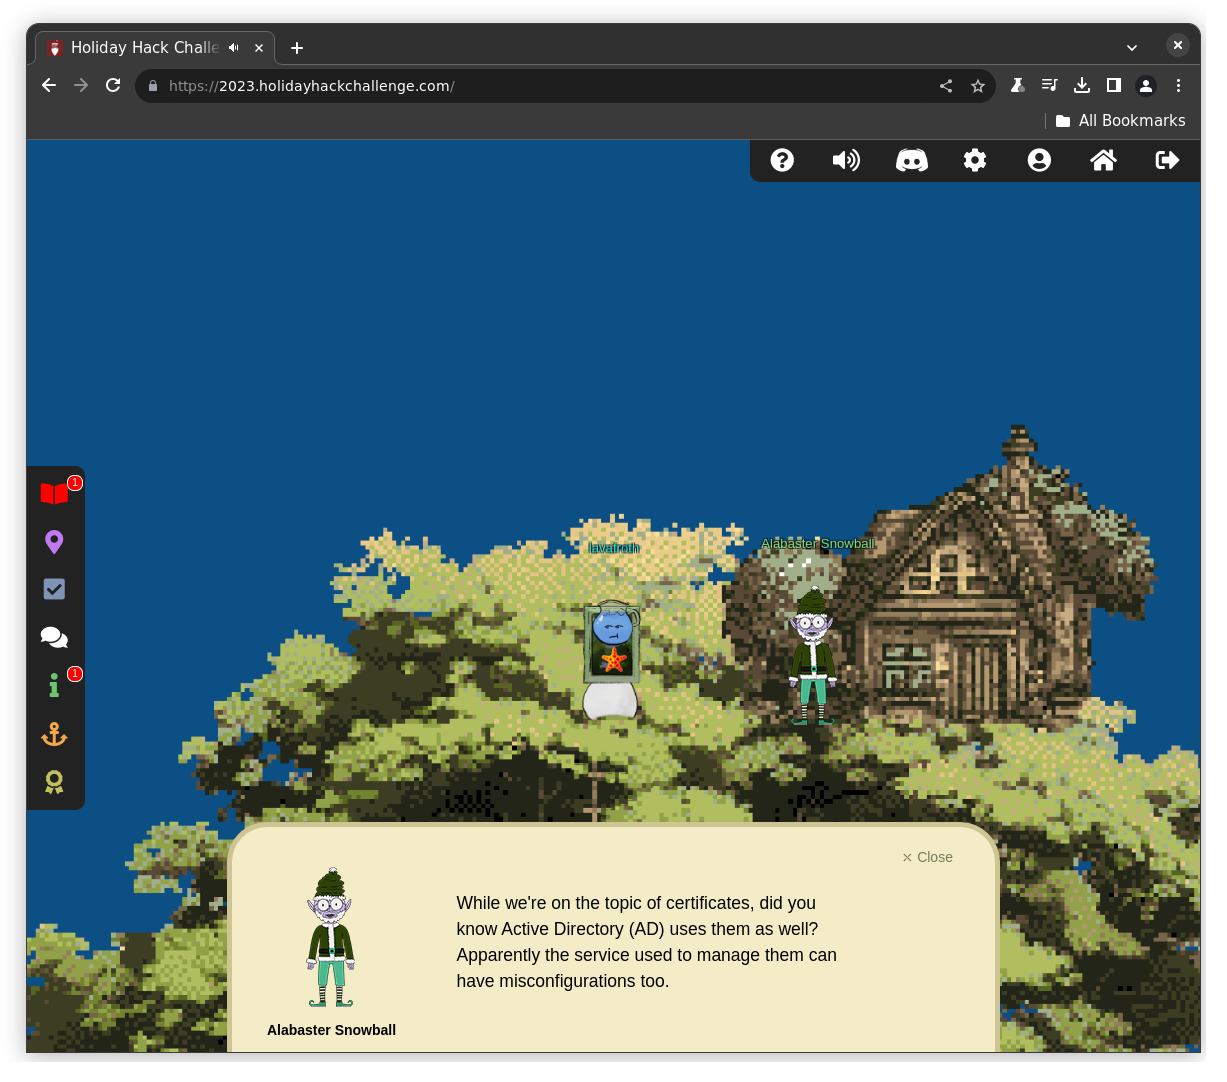 Holiday Hack Challe
https://2023.holidayhackchallenge.com/
All Bookmarks
1
1
lavafroth
Alabaster Snowball
Close
While we're on the topic of certificates, did you
know Active Directory (AD) uses them as well?
Apparently the service used to manage them can
have misconfigurations too.
Alabaster Snowball